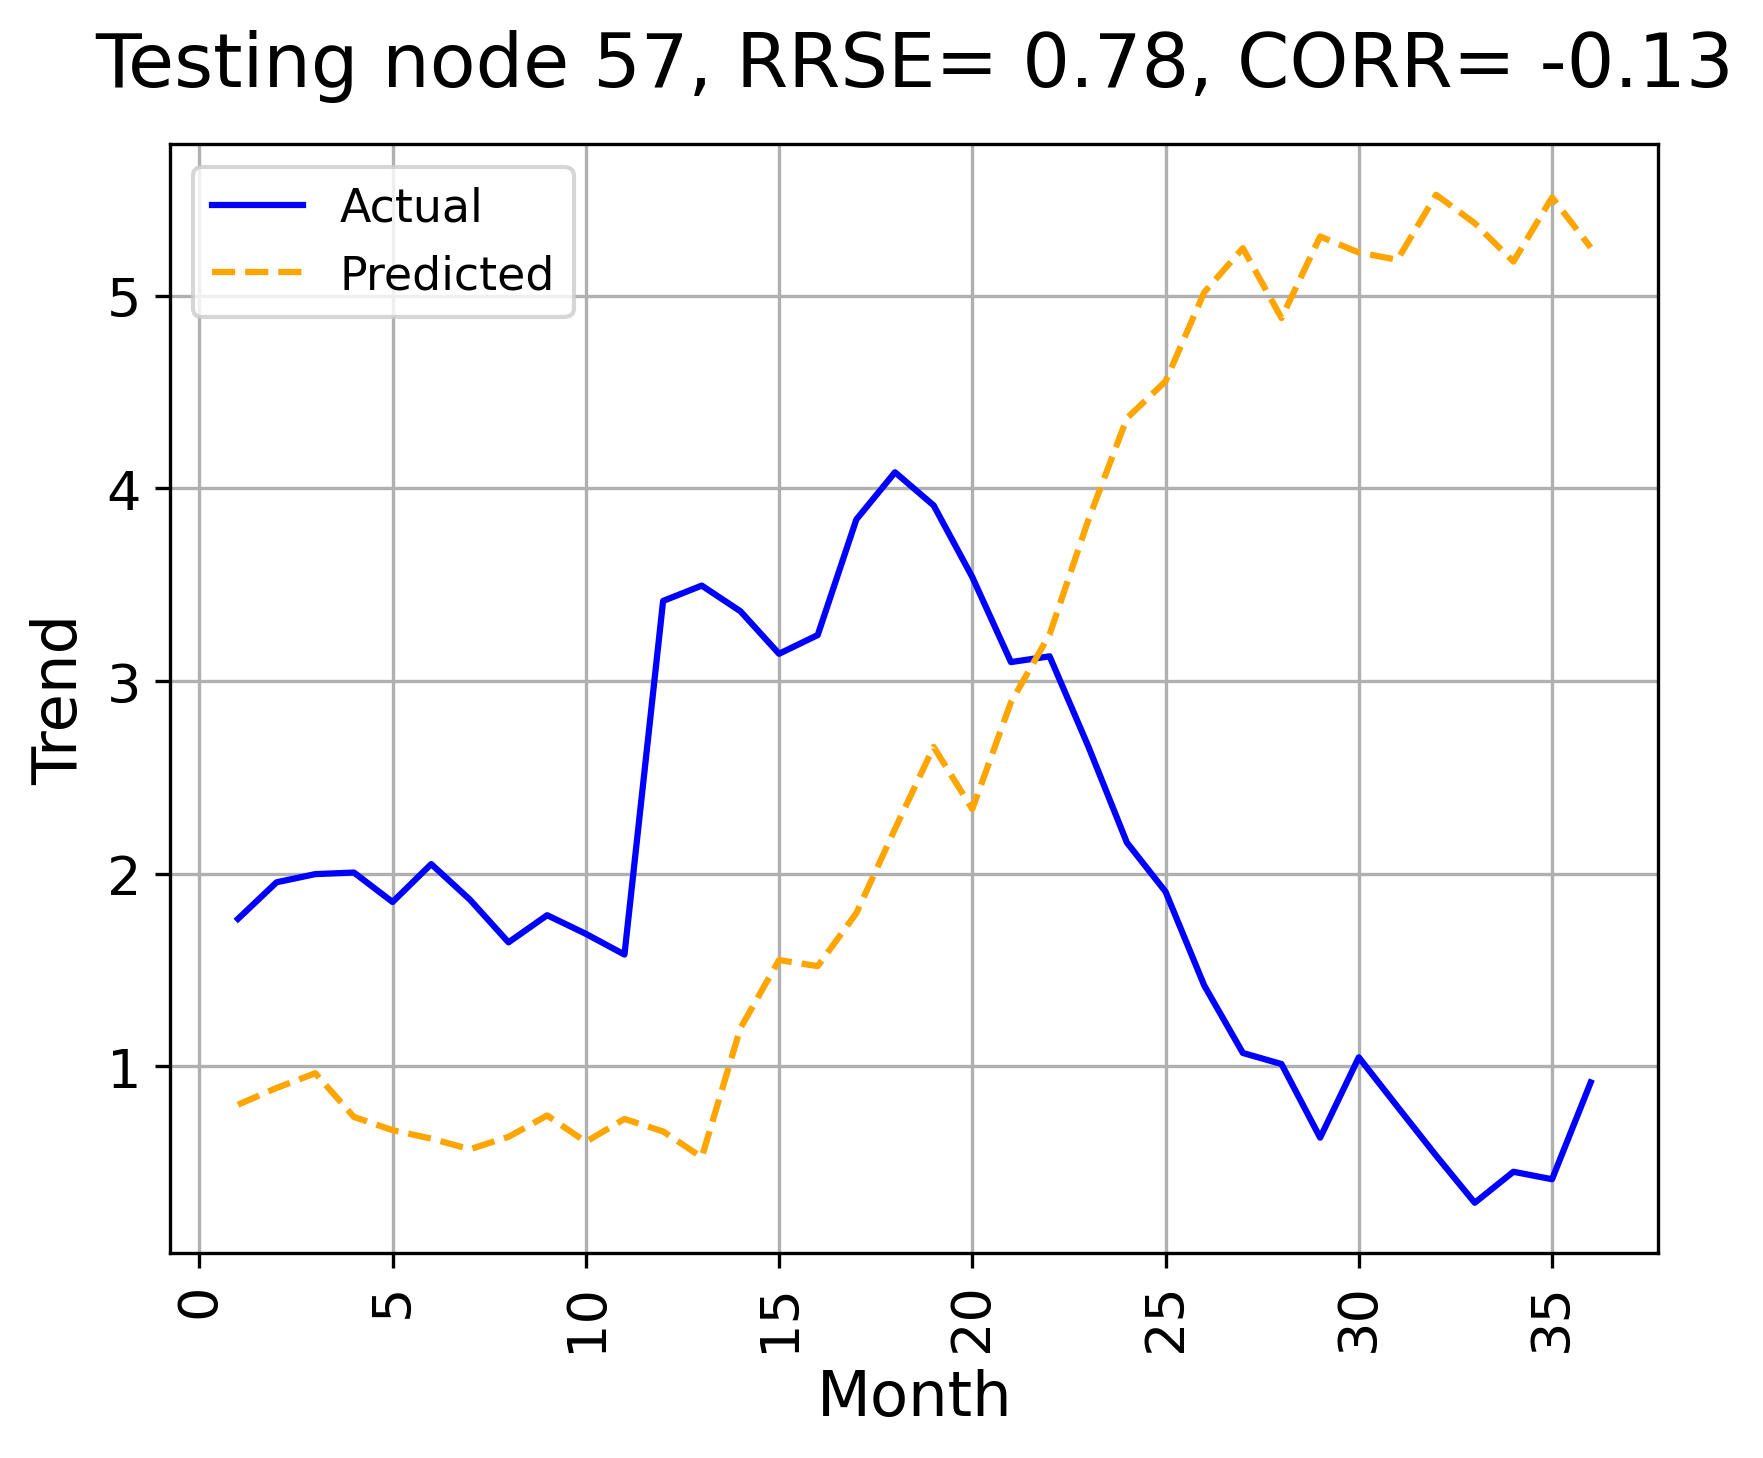 Testing node 57, RRSE= 0.78, CORR= -0.13
Actual
Predicted
5
4
3
2
1
Trend
0 5 10 15 20 25 30 35
Month